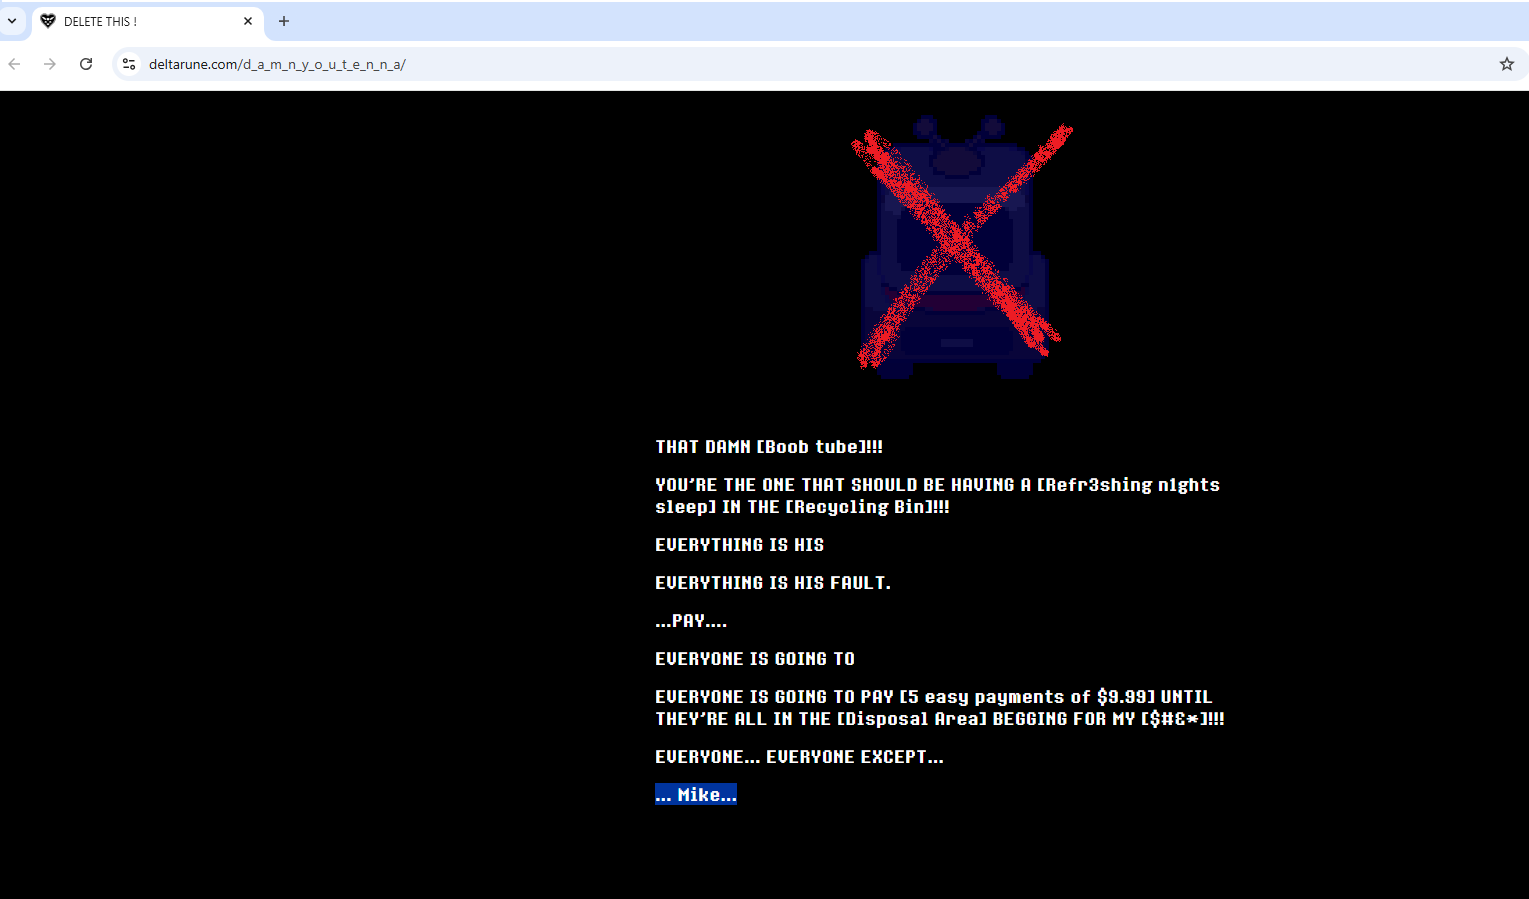 DELETE THIS !
deltarune.com/d_a_m_n_y_o_u_t_e_n_n_a/
THAT DAMN [Boob tube]!!!
YOU'RE THE ONE THAT SHOULD BE HAVING A [Refr3shing n1ghts
sleep] IN THE [Recycling Bin]!!!
EVERYTHING IS HIS
EVERYTHING IS HIS FAULT.
...PAY....
EVERYONE IS GOING TO
EVERYONE IS GOING TO PAY [5 easy payments of $9.99] UNTIL
THEY'RE ALL IN THE [Disposal Area] BEGGING FOR MY [$#&*]!!!
EVERYONE... EVERYONE EXCEPT...
... Mike...